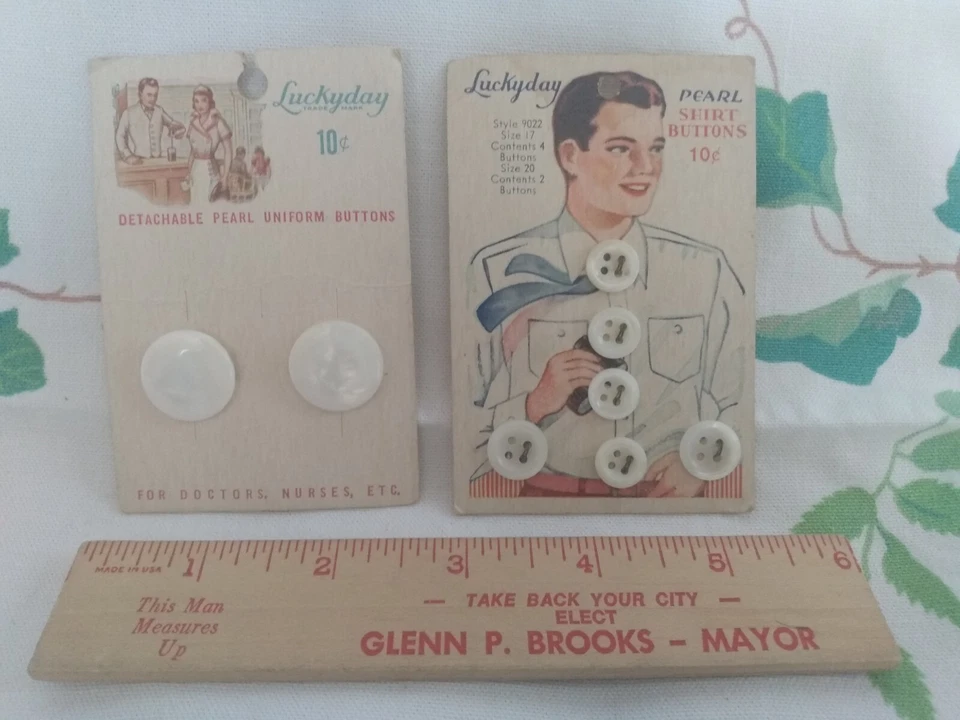 Luckyday
TRADE MARK
10¢
DETACHABLE PEARL UNIFORM BUTTONS
FOR DOCTORS, NURSES, ETC.
Luckyday
PEARL
SHIRT
BUTTONS
10¢
Style 9022
Size 17
Contents 4
Buttons
Size 20
Contents 2
Buttons
1 2 3 4 5 6
MADE IN USA
This Man
Measures
Up
— TAKE BACK YOUR CITY —
ELECT
GLENN P. BROOKS – MAYOR